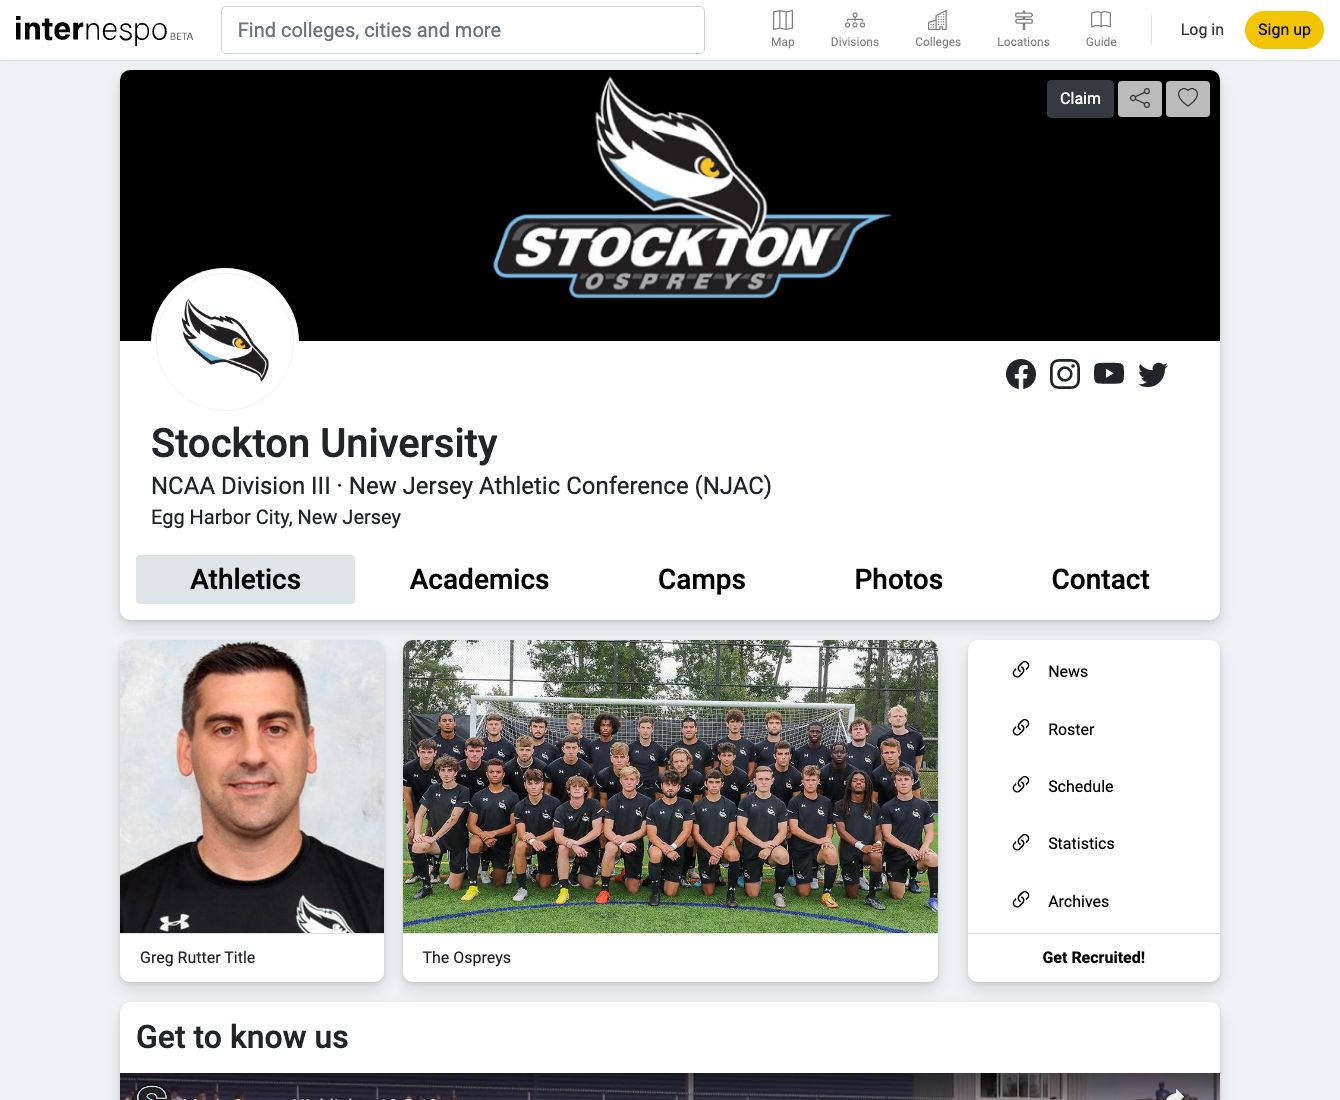 internespo BETA
Find colleges, cities and more
Map
Divisions
Colleges
Locations
Guide
Log in
Sign up
Claim
STOCKTON
OSPREYS
Stockton University
NCAA Division III · New Jersey Athletic Conference (NJAC)
Egg Harbor City, New Jersey
Athletics
Academics
Camps
Photos
Contact
News
Roster
Schedule
Statistics
Archives
Greg Rutter Title
The Ospreys
Get Recruited!
Get to know us